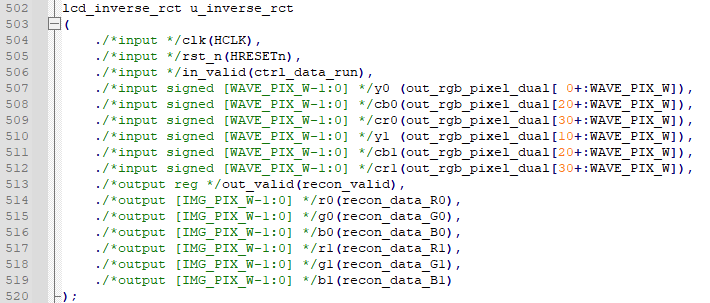 502 lcd_inverse_rct u_inverse_rct
503 (
504 ./*input */clk(HCLK),
505 ./*input */rst_n(HRESETn),
506 ./*input */in_valid(ctrl_data_run),
507 ./*input signed [WAVE_PIX_W-1:0] */y0 (out_rgb_pixel_dual[ 0+:WAVE_PIX_W]),
508 ./*input signed [WAVE_PIX_W-1:0] */cb0(out_rgb_pixel_dual[20+:WAVE_PIX_W]),
509 ./*input signed [WAVE_PIX_W-1:0] */cr0(out_rgb_pixel_dual[30+:WAVE_PIX_W]),
510 ./*input signed [WAVE_PIX_W-1:0] */y1 (out_rgb_pixel_dual[10+:WAVE_PIX_W]),
511 ./*input signed [WAVE_PIX_W-1:0] */cb1(out_rgb_pixel_dual[20+:WAVE_PIX_W]),
512 ./*input signed [WAVE_PIX_W-1:0] */cr1(out_rgb_pixel_dual[30+:WAVE_PIX_W]),
513 ./*output reg */out_valid(recon_valid),
514 ./*output [IMG_PIX_W-1:0] */r0(recon_data_R0),
515 ./*output [IMG_PIX_W-1:0] */g0(recon_data_G0),
516 ./*output [IMG_PIX_W-1:0] */b0(recon_data_B0),
517 ./*output [IMG_PIX_W-1:0] */r1(recon_data_R1),
518 ./*output [IMG_PIX_W-1:0] */g1(recon_data_G1),
519 ./*output [IMG_PIX_W-1:0] */b1(recon_data_B1)
520 );